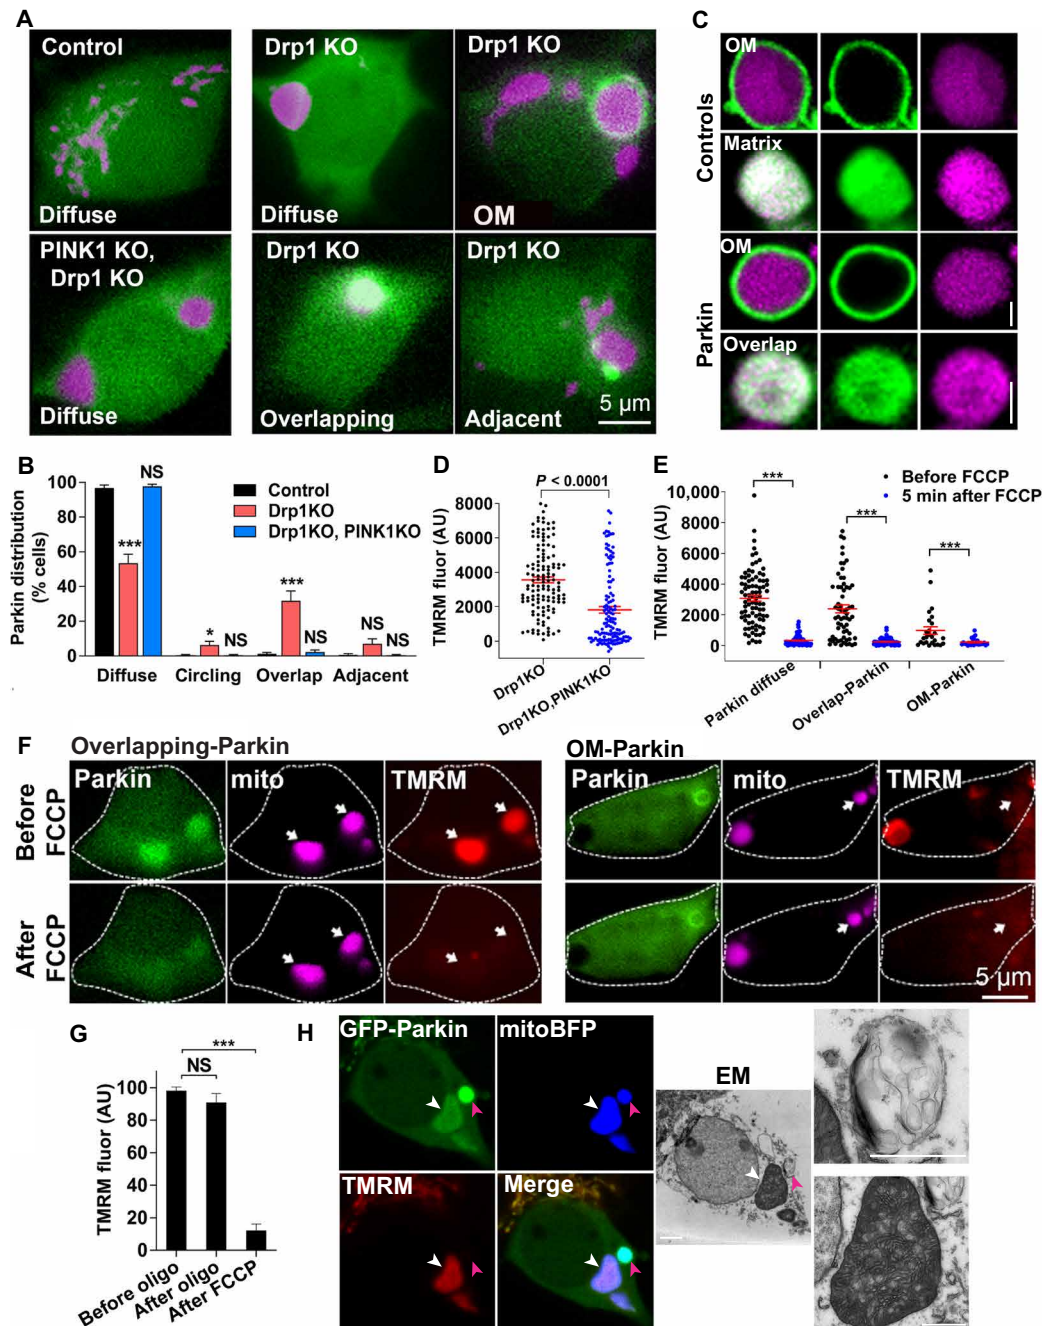 A
Control
Diffuse
Drp1 KO
Diffuse
Drp1 KO
OM
PINK1 KO,
Drp1 KO
Diffuse
Drp1 KO
Overlapping
Drp1 KO
Adjacent
5 µm
C
Controls
OM
Matrix
Parkin
OM
Overlap
B
Parkin distribution
(% cells)
100
80
60
40
20
0
NS
***
* NS
***
NS
NS
NS
Control
Drp1KO
Drp1KO, PINK1KO
Diffuse Circling Overlap Adjacent
D
P < 0.0001
TMRM fluor (AU)
8000
6000
4000
2000
0
Drp1KO
Drp1KO,PINK1KO
E
Before FCCP
5 min after FCCP
***
***
***
TMRM fluor (AU)
10,000
8000
6000
4000
2000
0
Parkin diffuse
Overlap-Parkin
OM-Parkin
F
Overlapping-Parkin
Before
FCCP
Parkin mito TMRM
After
FCCP
OM-Parkin
Parkin mito TMRM
5 µm
G
***
NS
TMRM fluor (AU)
100
80
60
40
20
0
Before oligo
After oligo
After FCCP
H
GFP-Parkin mitoBFP
TMRM Merge
EM